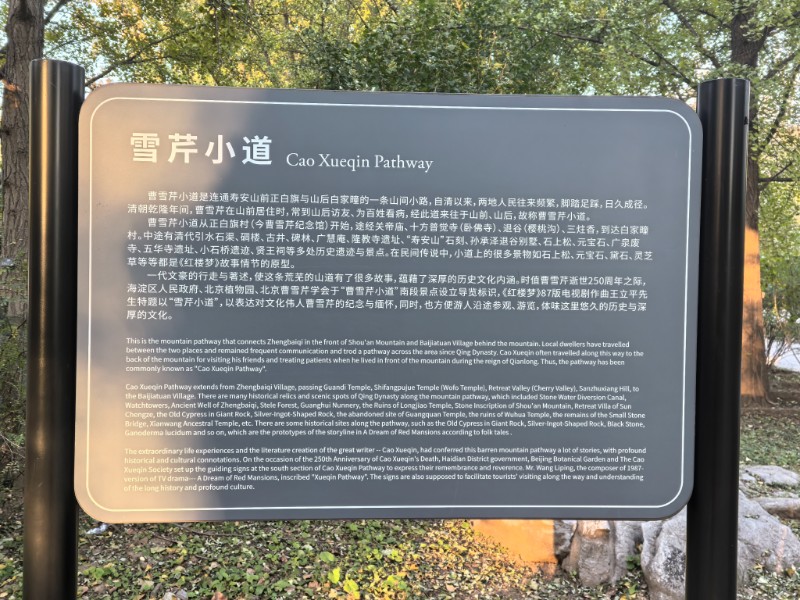 雪芹小道 Cao Xueqin Pathway
曹雪芹小道是连通寿安山前正白旗与山后白家疃的一条山间小路，自清以来，两地人民往来频繁，脚踏足踩，日久成径。
清朝乾隆年间，曹雪芹在山前居住时，常到山后访友、为百姓看病，经此道来往于山前、山后，故称曹雪芹小道。
曹雪芹小道从正白旗村（今曹雪芹纪念馆）开始，途经关帝庙、十方普觉寺（卧佛寺）、退谷（樱桃沟）、三炷香，到达白家疃
村。中途有清代引水石渠、碉楼、古井、碑林、广慧庵、隆教寺遗址、“寿安山”石刻、孙承泽退谷别墅、石上松、元宝石、广泉废
寺、五华寺遗址、小石桥遗迹、贤王祠等多处历史遗迹与景点。在民间传说中，小道上的很多景物如石上松、元宝石、黛石、灵芝
草等等都是《红楼梦》故事情节的原型。
一代文豪的行走与著述，使这条荒芜的山道有了很多故事，蕴藉了深厚的历史文化内涵。时值曹雪芹逝世250周年之际，
海淀区人民政府、北京植物园、北京曹雪芹学会于“曹雪芹小道”南段景点设立导览标识，《红楼梦》87版电视剧作曲王立平先
生特题以“雪芹小道”，以表达对文化伟人曹雪芹的纪念与缅怀，同时，也方便游人沿途参观、游览，体味这里悠久的历史与深
厚的文化。
This is the mountain pathway that connects Zhengbaiqi in the front of Shou'an Mountain and Baijiatuan Village behind the mountain. Local dwellers have travelled
between the two places and remained frequent communication and trod a pathway across the area since Qing Dynasty. Cao Xueqin often travelled along this way to the
back of the mountain for visiting his friends and treating patients when he lived in front of the mountain during the reign of Qianlong. Thus, the pathway has been
commonly known as "Cao Xueqin Pathway".
Cao Xueqin Pathway extends from Zhengbaiqi Village, passing Guandi Temple, Shifangpujue Temple (Wofo Temple), Retreat Valley (Cherry Valley), Sanzhuxiang Hill, to
the Baijiatuan Village. There are many historical relics and scenic spots of Qing Dynasty along the mountain pathway, which included Stone Water Diversion Canal,
Watchtowers, Ancient Well of Zhengbaiqi, Stele Forest, Guanghui Nunnery, the Ruins of Longjiao Temple, Stone Inscription of Shou'an Mountain, Retreat Villa of Sun
Chongze, the Old Cypress in Giant Rock, Silver-Ingot-Shaped Rock, the abandoned site of Guangquan Temple, the ruins of Wuhua Temple, the remains of the Small Stone
Bridge, Xianwang Ancestral Temple, etc. There are some historical sites along the pathway, such as the Old Cypress in Giant Rock, Silver-Ingot-Shaped Rock, Black Stone,
Ganoderma lucidum and so on, which are the prototypes of the storyline in A Dream of Red Mansions according to folk tales .
The extraordinary life experiences and the literature creation of the great writer -- Cao Xueqin, had conferred this barren mountain pathway a lot of stories, with profound
historical and cultural connotations. On the occasion of the 250th Anniversary of Cao Xueqin's Death, Haidian District government, Beijing Botanical Garden and The Cao
Xueqin Society set up the guiding signs at the south section of Cao Xueqin Pathway to express their remembrance and reverence. Mr. Wang Liping, the composer of 1987-
version of TV drama--- A Dream of Red Mansions, inscribed "Xueqin Pathway". The signs are also supposed to facilitate tourists' visiting along the way and understanding
of the long history and profound culture.